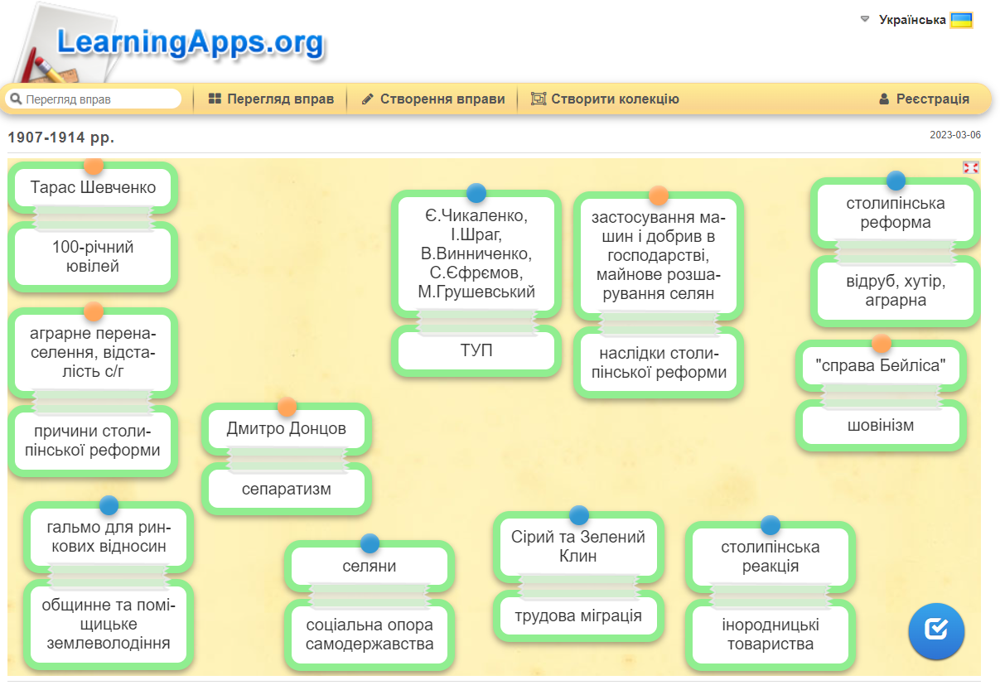 LearningApps.org
Українська
Перегляд вправ
Перегляд вправ
Створення вправи
Створити колекцію
Реєстрація
1907-1914 рр.
2023-03-06
Тарас Шевченко
100-річний
ювілей
аграрне перена-
селення, відста-
лість с/г
причини столи-
пінської реформи
гальмо для рин-
кових відносин
общинне та помі-
щицьке
землеволодіння
Дмитро Донцов
сепаратизм
селяни
соціальна опора
самодержавства
Є.Чикаленко,
І.Шраг,
В.Винниченко,
С.Єфрємов,
М.Грушевський
ТУП
застосування ма-
шин і добрив в
господарстві,
майнове розша-
рування селян
наслідки столи-
пінської реформи
Сірий та Зелений
Клин
трудова міграція
столипінська
реакція
інородницькі
товариства
столипінська
реформа
відруб, хутір,
аграрна
"справа Бейліса"
шовінізм